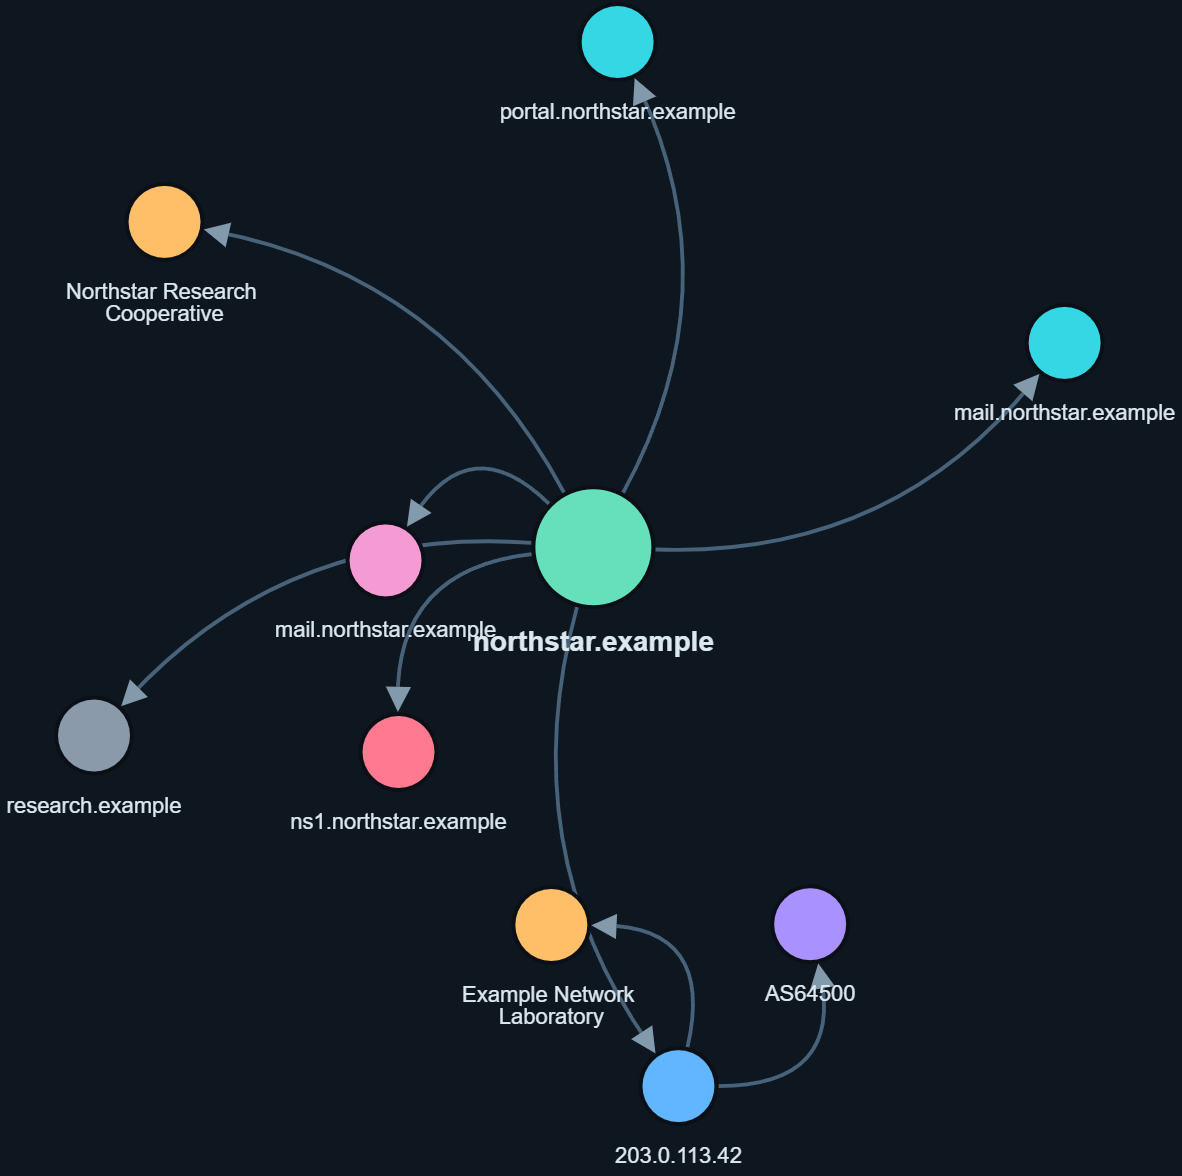 portal.northstar.example
Northstar Research
Cooperative
mail.northstar.example
mail.northstar.example
northstar.example
research.example
ns1.northstar.example
Example Network
Laboratory
AS64500
203.0.113.42